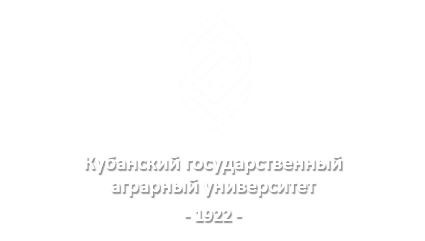 Кубанский государственный
аграрный университет
- 1922 -